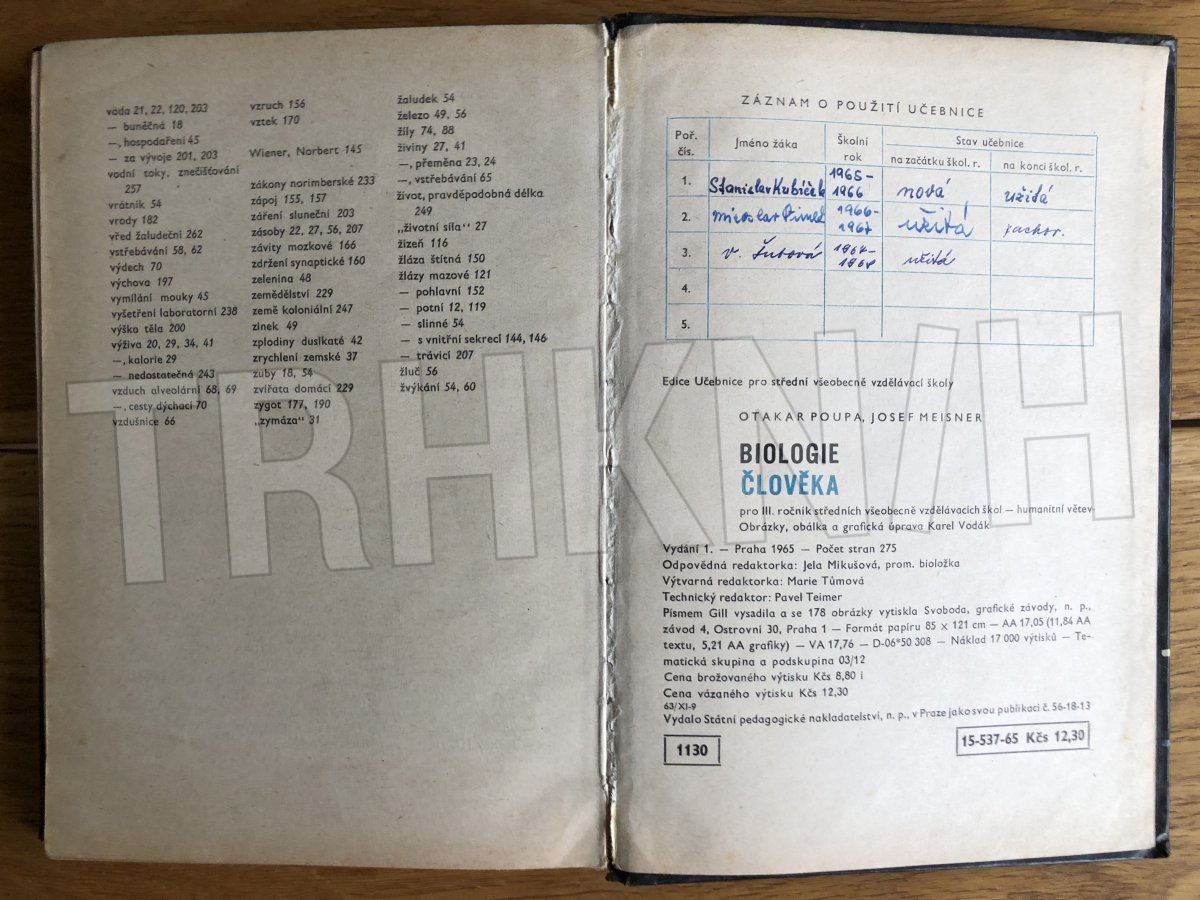 voda 21, 22, 120, 203
— buněčná 18
—, hospodaření 45
— za vývoje 201, 203
vodní toky, znečišťování
257
vrátník 54
vrody 182
vřed žaludeční 262
vstřebávání 58, 62
výdech 70
výchova 197
vymílání mouky 45
vyšetření laboratorní 238
výška těla 200
výživa 20, 29, 34, 41
—, kalorie 29
— nedostatečná 243
vzduch alveolární 68, 69
—, cesty dýchací 70
vzdušnice 66
vzruch 156
vztek 170
Wiener, Norbert 145
zákony norimberské 233
zápoj 155, 157
záření sluneční 203
zásoby 22, 27, 56, 207
závity mozkové 166
zdržení synaptické 160
zelenina 48
zemědělství 229
země koloniální 247
zinek 49
zplodiny dusíkaté 42
zrychlení zemské 37
zuby 18, 54
zvířata domácí 229
zygot 177, 190
„zymáza" 31
žaludek 54
železo 49, 56
žíly 74, 88
živiny 27, 41
—, přeměna 23, 24
—, vstřebávání 65
život, pravděpodobná délka
249
„životní síla" 27
žízeň 116
žláza štítná 150
žlázy mazové 121
— pohlavní 152
— potní 12, 119
— slinné 54
— s vnitřní sekrecí 144, 146
— trávicí 207
žluč 56
žvýkání 54, 60
ZÁZNAM O POUŽITÍ UČEBNICE
Poř. čís. Jméno žáka Školní rok Stav učebnice
na začátku škol. r. na konci škol. r.
1. Stanislav Kubíček 1965-1966 nová užitá
2. Miroslav 1966-1967 užitá zachov.
3. V. užitá
4.
5.
Edice Učebnice pro střední všeobecně vzdělávací školy
OTAKAR POUPA, JOSEF MEISNER
BIOLOGIE
ČLOVĚKA
pro III. ročník středních všeobecně vzdělávacích škol — humanitní větev
Obrázky, obálka a grafická úprava Karel Vodák
Vydání 1. — Praha 1965 — Počet stran 275
Odpovědná redaktorka: Jela Mikušová, prom. bioložka
Výtvarná redaktorka: Marie Tůmová
Technický redaktor: Pavel Teimer
Písmem Gill vysadila a se 178 obrázky vytiskla Svoboda, grafické závody, n. p.,
závod 4, Ostrovní 30, Praha 1 — Formát papíru 85 × 121 cm — AA 17,05 (11,84 AA
textu, 5,21 AA grafiky) — VA 17,76 — D-06*50 308 — Náklad 17 000 výtisků — Te-
matická skupina a podskupina 03/12
Cena brožovaného výtisku Kčs 8,80 I
Cena vázaného výtisku Kčs 12,30
63/XI-9
Vydalo Státní pedagogické nakladatelství, n. p., v Praze jako svou publikaci č. 56-18-13
1130
15-537-65 Kčs 12,30
TRHKNIH